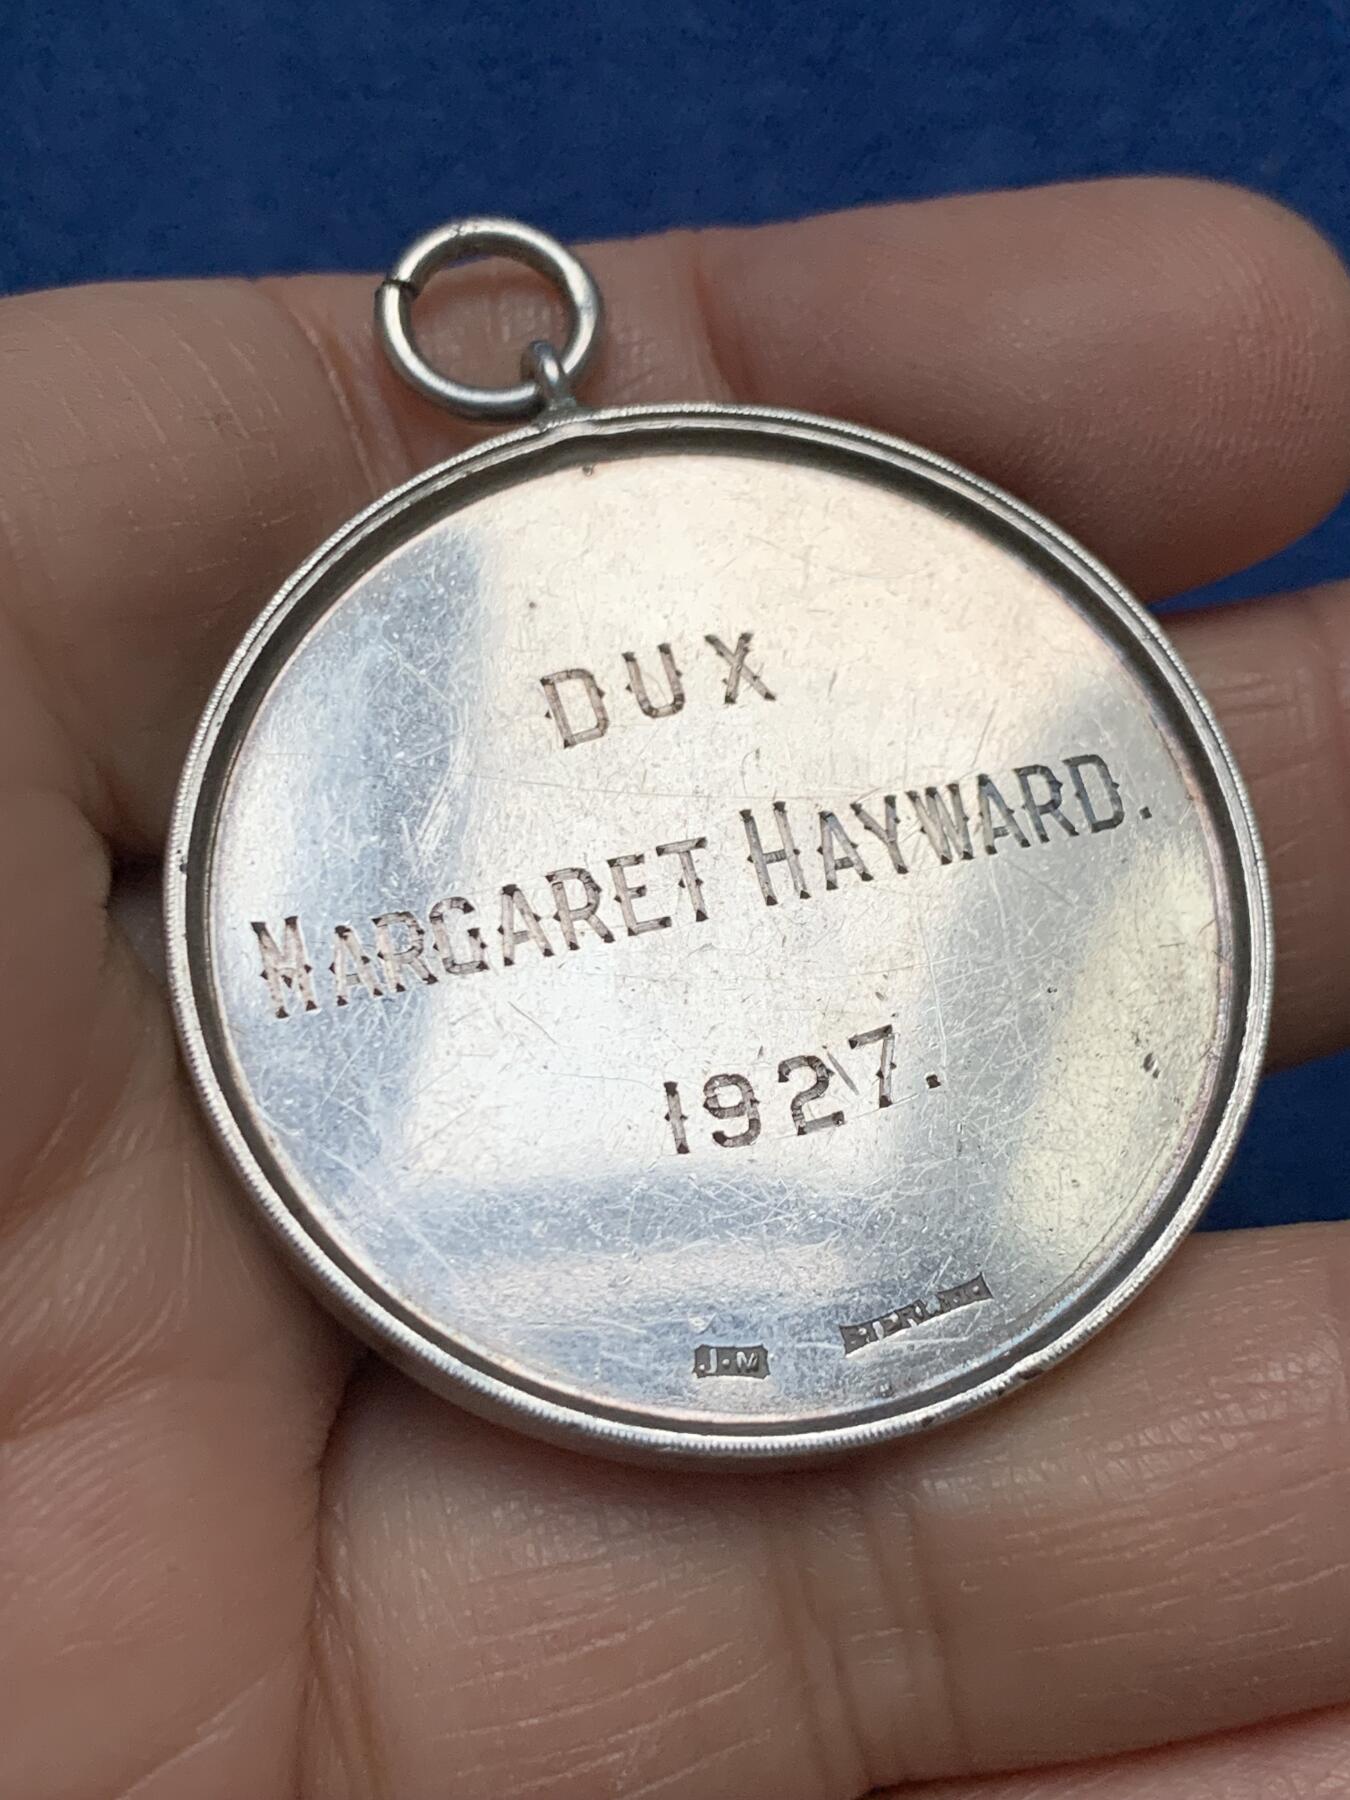 DUX
MARGARET HAYWARD.
1927.
J·M STERLING